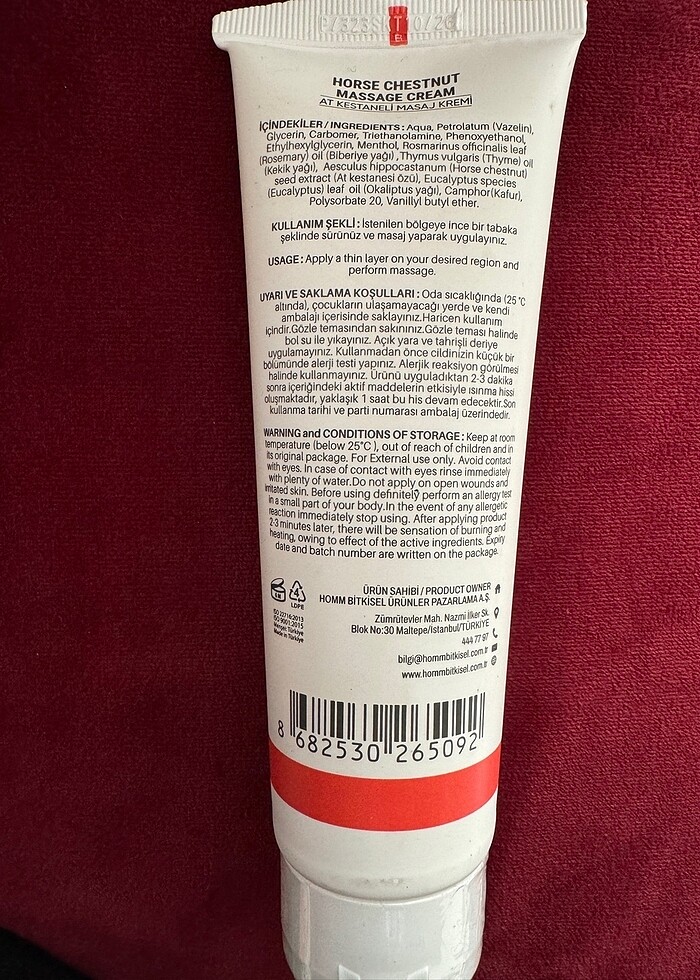 HORSE CHESTNUT
MASSAGE CREAM
AT KESTANELİ MASAJ KREMİ
İÇİNDEKİLER / INGREDIENTS : Aqua, Petrolatum (Vazelin),
Glycerin, Carbomer, Triethanolamine, Phenoxyethanol,
Ethylhexylglycerin, Menthol, Rosmarinus officinalis leaf
(Rosemary) oil (Biberiye yağı) ,Thymus vulgaris (Thyme) oil
(Kekik yağı), Aesculus hippocastanum (Horse chestnut)
seed extract (At kestanesi özü), Eucalyptus species
(Eucalyptus) leaf oil (Okaliptus yağı), Camphor(Kafur),
Polysorbate 20, Vanillyl butyl ether.
KULLANIM ŞEKLİ : İstenilen bölgeye ince bir tabaka
şeklinde sürünüz ve masaj yaparak uygulayınız.
USAGE : Apply a thin layer on your desired region and
perform massage.
UYARI VE SAKLAMA KOŞULLARI : Oda sıcaklığında (25 °C
altında), çocukların ulaşamayacağı yerde ve kendi
ambalajı içerisinde saklayınız.Haricen kullanım
içindir.Gözle temasından sakınınız.Gözle teması halinde
bol su ile yıkayınız. Açık yara ve tahrişli deriye
uygulamayınız. Kullanmadan önce cildinizin küçük bir
bölümünde alerji testi yapınız. Alerjik reaksiyon görülmesi
halinde kullanmayınız. Ürünü uyguladıktan 2-3 dakika
sonra içeriğindeki aktif maddelerin etkisiyle ısınma hissi
oluşmaktadır, yaklaşık 1 saat bu his devam edecektir.Son
kullanma tarihi ve parti numarası ambalaj üzerindedir.
WARNING and CONDITIONS OF STORAGE : Keep at room
temperature (below 25°C ), out of reach of children and in
its original package. For External use only. Avoid contact
with eyes. In case of contact with eyes rinse immediately
with plenty of water.Do not apply on open wounds and
irritated skin. Before using definitelŷ perform an allergy test
in a small part of your body.In the event of any allergetic
reaction immediately stop using. After applying product
2-3 minutes later, there will be sensation of burning and
heating, owing to effect of the active ingredients. Expiry
date and batch number are written on the package.
4
LDPE
ISO 22716:2013
ISO 9001:2015
Menşei: Türkiye
Made in Türkiye
ÜRÜN SAHİBİ / PRODUCT OWNER
HOMM BİTKİSEL ÜRÜNLER PAZARLAMA A.Ş.
Zümrütevler Mah. Nazmi İlker Sk.
Blok No:30 Maltepe/İstanbul/TÜRKİYE
444 77 97
bilgi@hommbitkisel.com.tr
www.hommbitkisel.com.tr
8 682530 265092